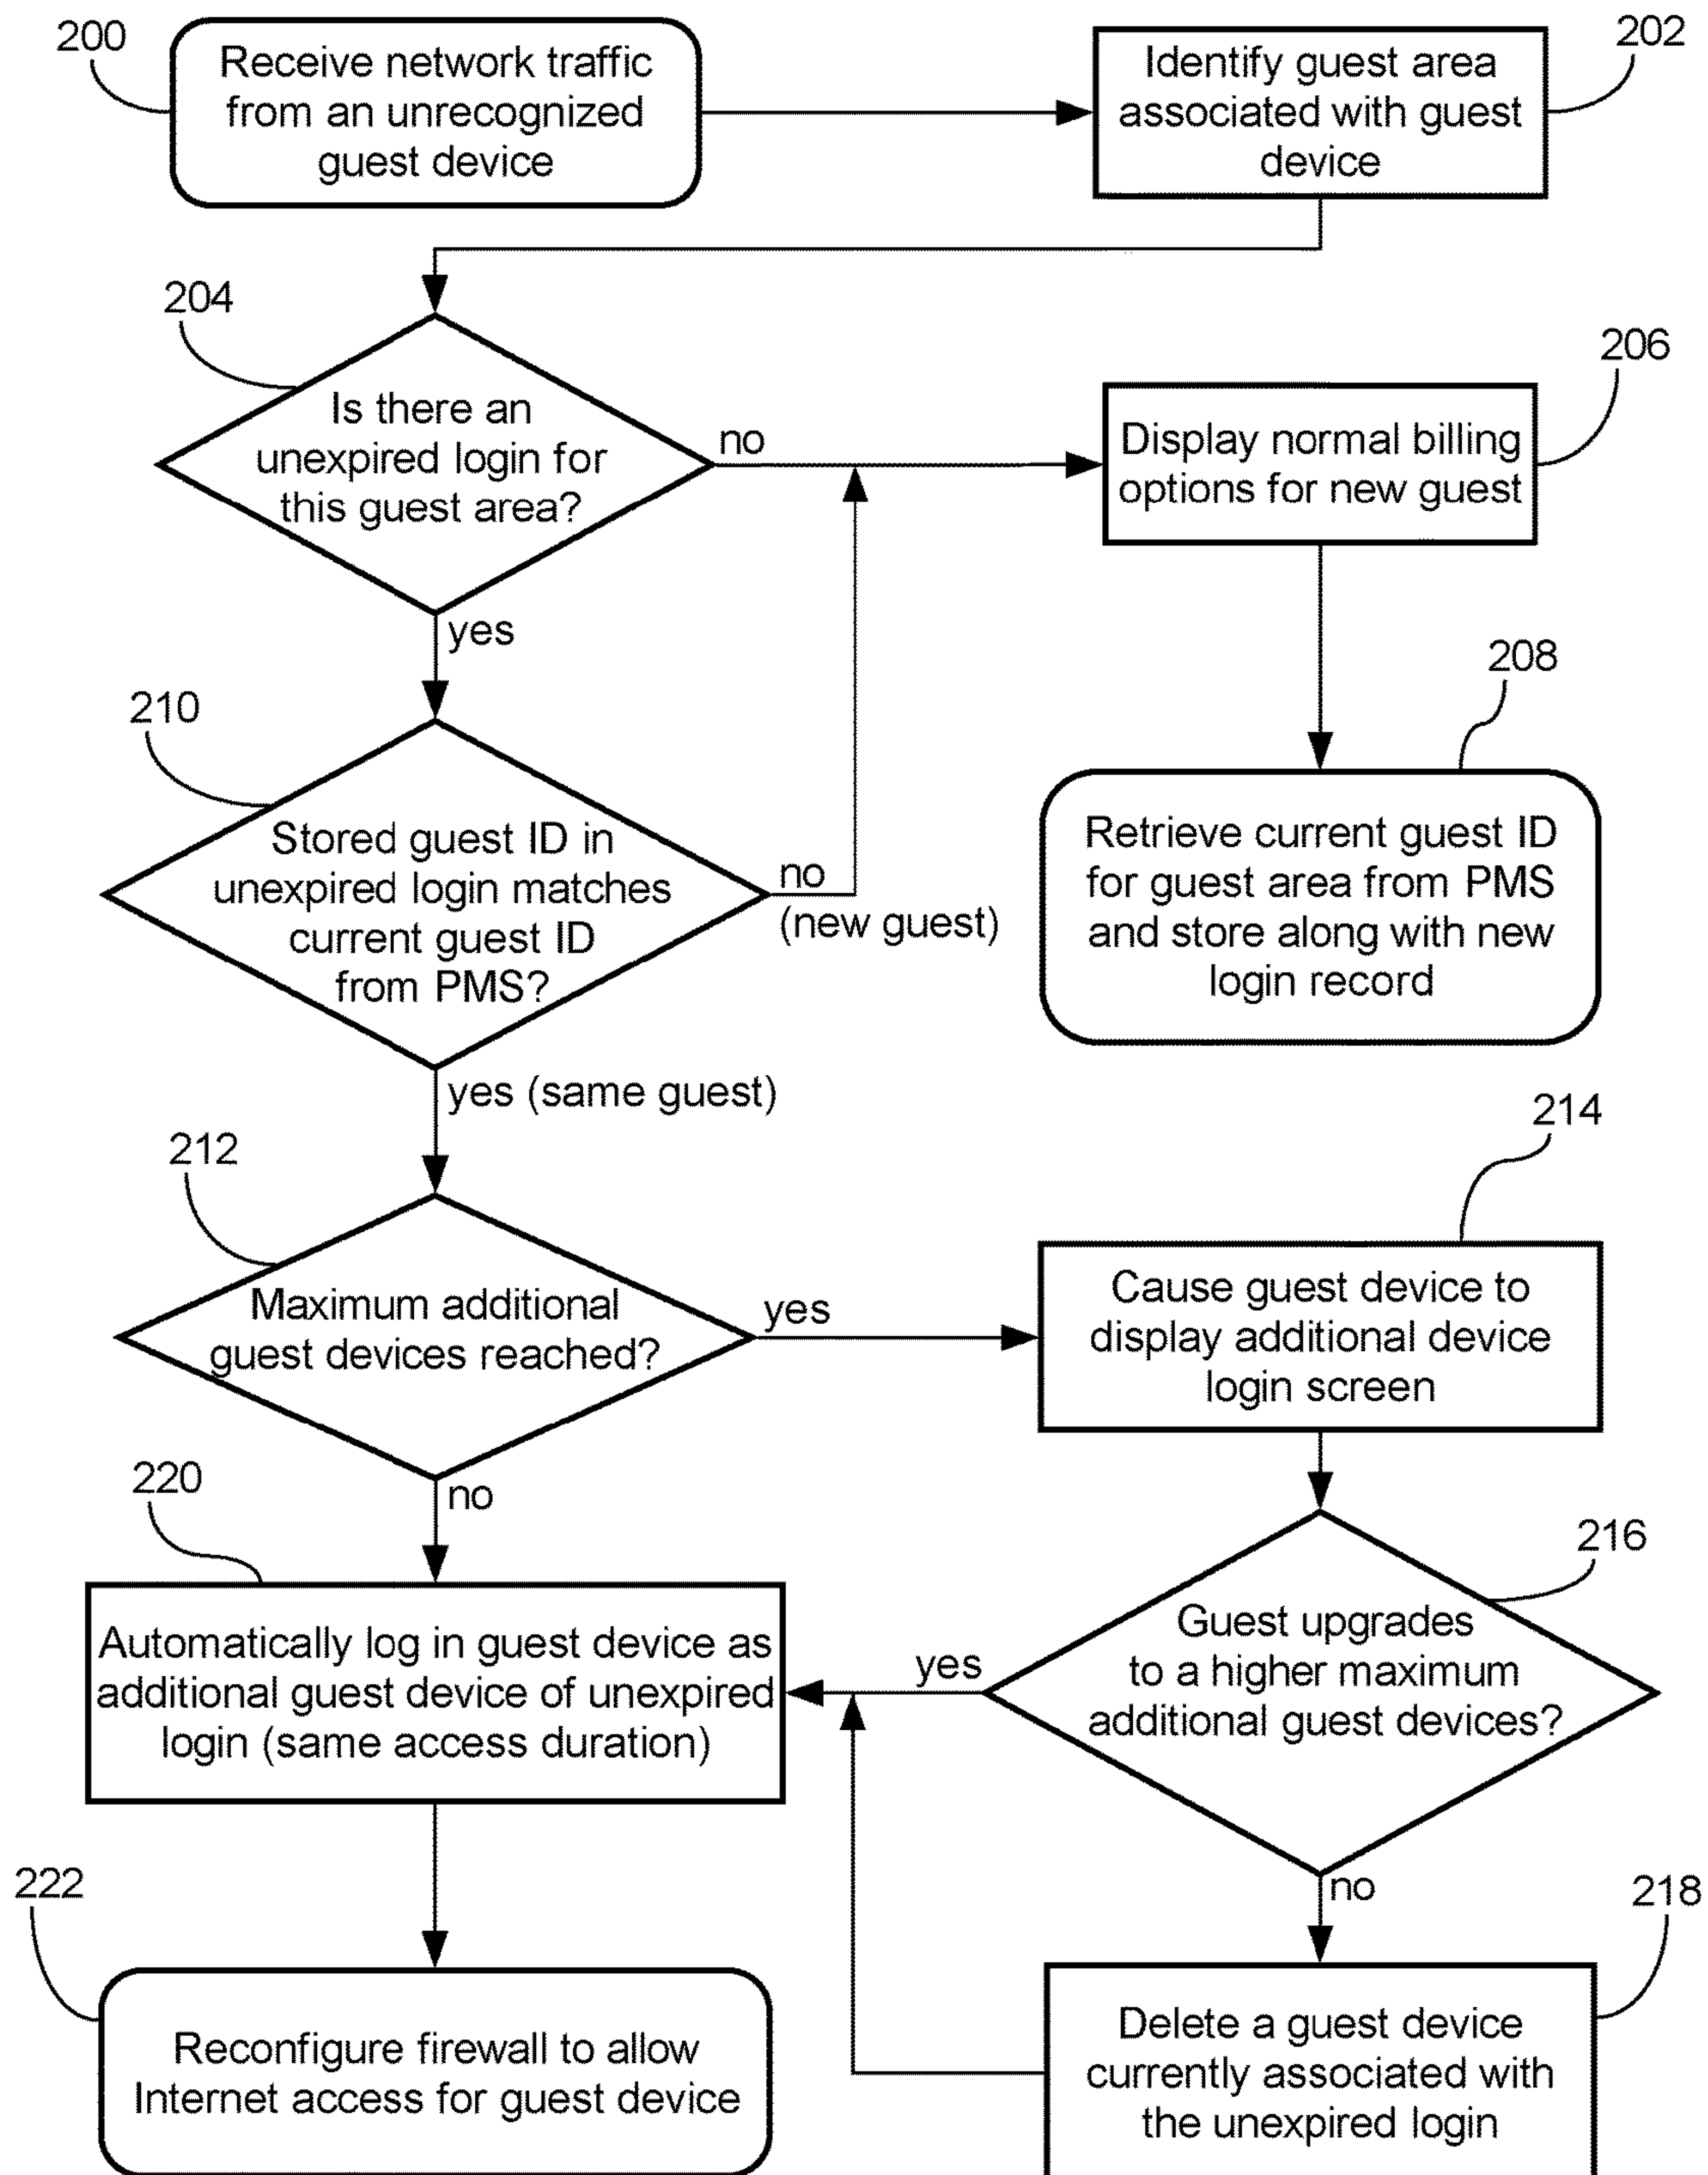 200
Receive network traffic
from an unrecognized
guest device
202
Identify guest area
associated with guest
device
204
Is there an
unexpired login for
this guest area?
no
yes
206
Display normal billing
options for new guest
208
Retrieve current guest ID
for guest area from PMS
and store along with new
login record
210
Stored guest ID in
unexpired login matches
current guest ID
from PMS?
no
(new guest)
yes (same guest)
212
Maximum additional
guest devices reached?
yes
no
214
Cause guest device to
display additional device
login screen
216
Guest upgrades
to a higher maximum
additional guest devices?
yes
no
218
Delete a guest device
currently associated with
the unexpired login
220
Automatically log in guest device as
additional guest device of unexpired
login (same access duration)
222
Reconfigure firewall to allow
Internet access for guest device